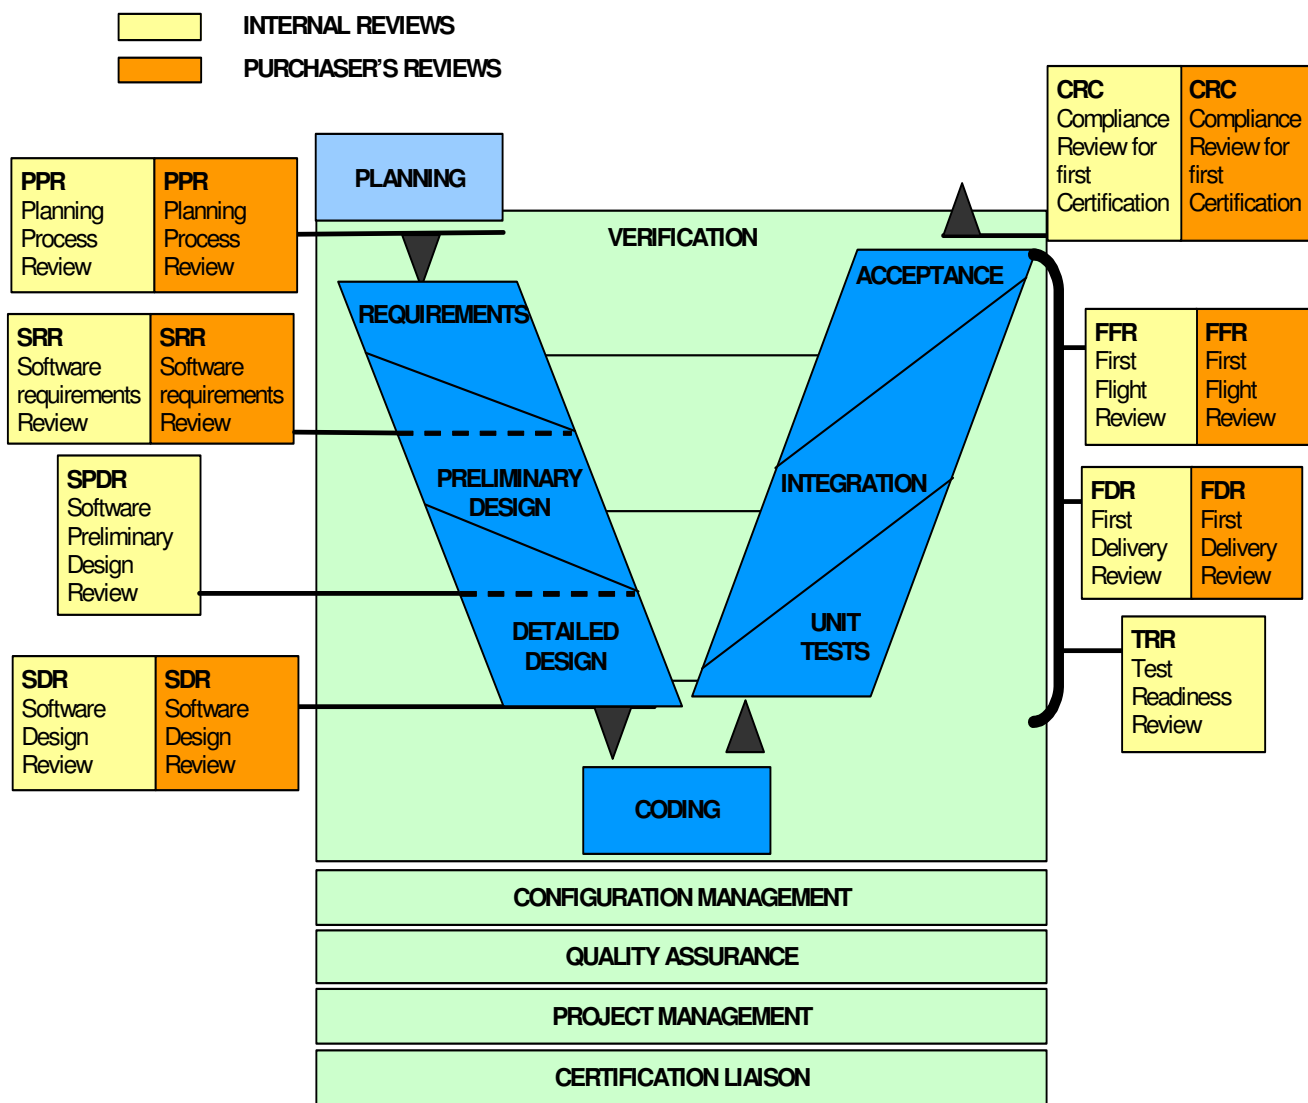 INTERNAL REVIEWS
PURCHASER'S REVIEWS
PLANNING
PPR
Planning
Process
Review
PPR
Planning
Process
Review
SRR
Software
requirements
Review
SRR
Software
requirements
Review
SPDR
Software
Preliminary
Design
Review
SDR
Software
Design
Review
SDR
Software
Design
Review
VERIFICATION
REQUIREMENTS
PRELIMINARY
DESIGN
DETAILED
DESIGN
CODING
ACCEPTANCE
INTEGRATION
UNIT
TESTS
CRC
Compliance
Review for
first
Certification
CRC
Compliance
Review for
first
Certification
FFR
First
Flight
Review
FFR
First
Flight
Review
FDR
First
Delivery
Review
FDR
First
Delivery
Review
TRR
Test
Readiness
Review
CONFIGURATION MANAGEMENT
QUALITY ASSURANCE
PROJECT MANAGEMENT
CERTIFICATION LIAISON